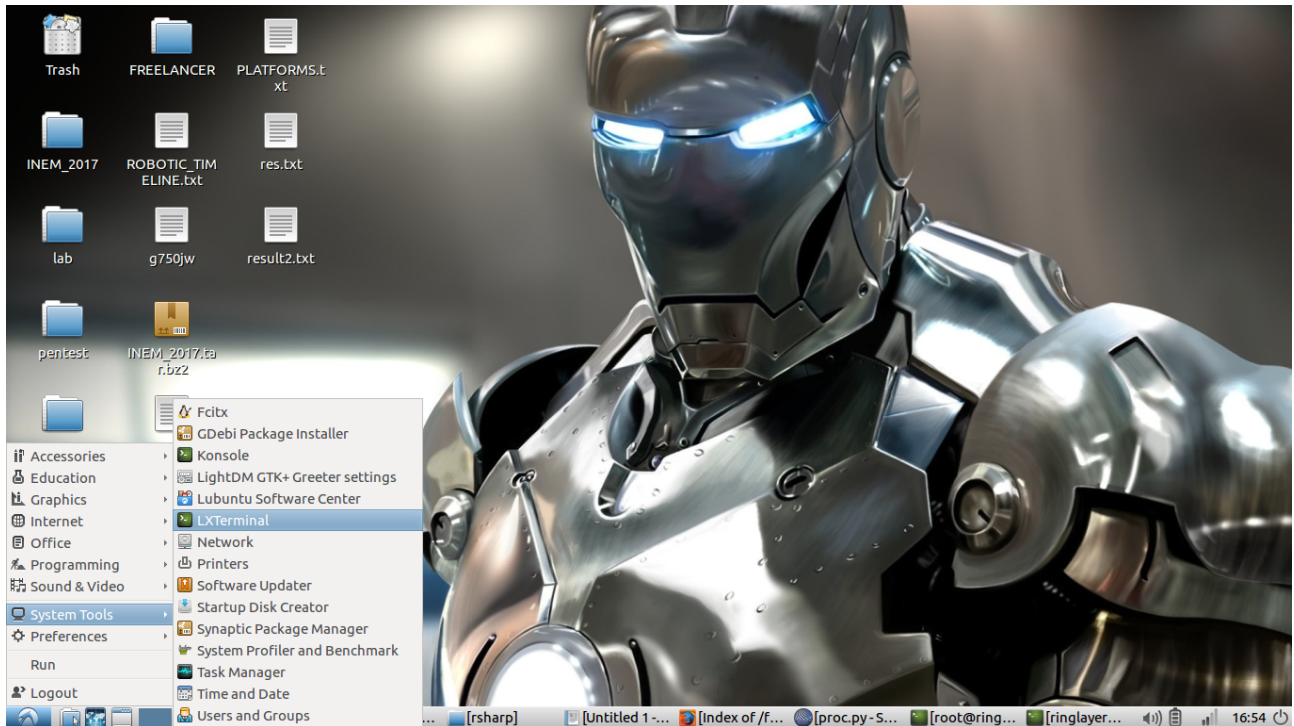 Trash
FREELANCER
PLATFORMS.t
xt
INEM_2017
ROBOTIC_TIM
ELINE.txt
res.txt
lab
g750jw
result2.txt
pentest
INEM_2017.ta
r.bz2
Accessories
Education
Graphics
Internet
Office
Programming
Sound & Video
System Tools
Preferences
Run
Logout
Fcitx
GDebi Package Installer
Konsole
LightDM GTK+ Greeter settings
Lubuntu Software Center
LXTerminal
Network
Printers
Software Updater
Startup Disk Creator
Synaptic Package Manager
System Profiler and Benchmark
Task Manager
Time and Date
Users and Groups
... [rsharp] [Untitled 1 -... [Index of /f... [proc.py - S... [root@ring... [ringlayer... 16:54